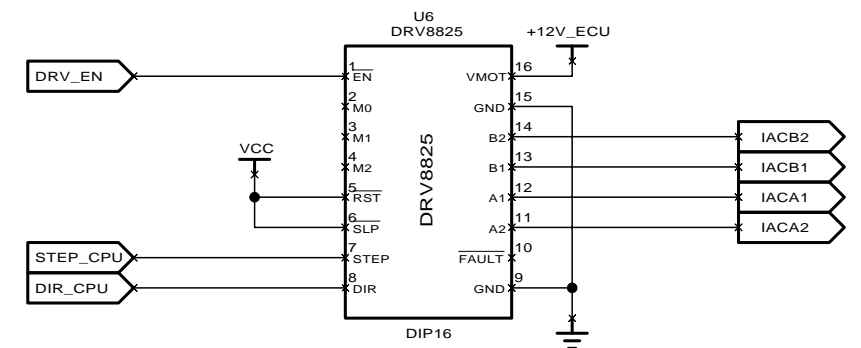 U6
DRV8825
+12V_ECU
DRV_EN
1
EN
2
M0
3
M1
4
M2
VCC
5
RST
6
SLP
STEP_CPU
7
STEP
DIR_CPU
8
DIR
DRV8825
16
VMOT
15
GND
14
B2
IACB2
13
B1
IACB1
12
A1
IACA1
11
A2
IACA2
10
FAULT
9
GND
DIP16